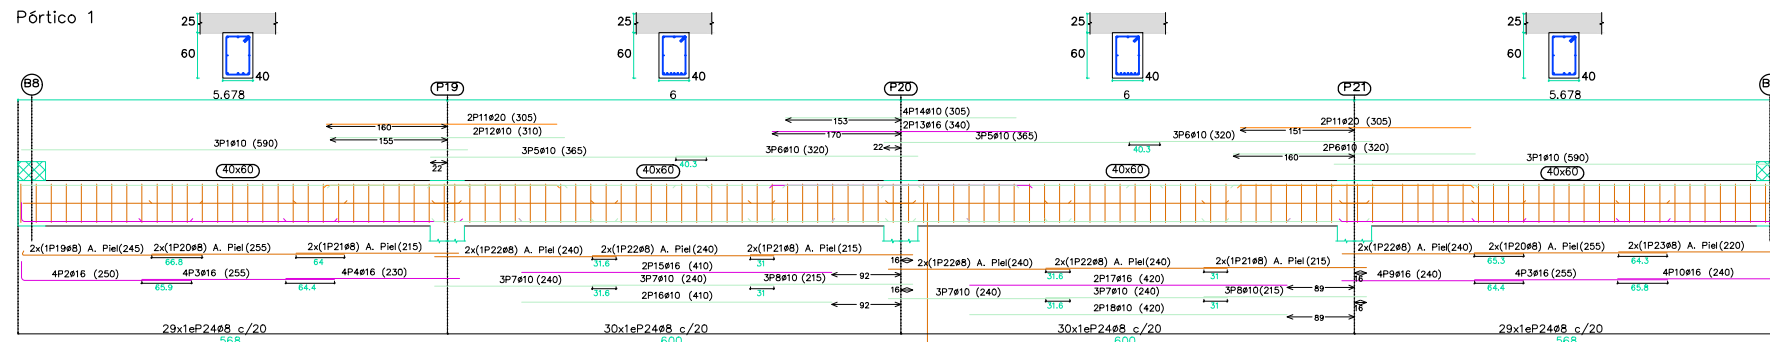 Pórtico 1
25 25 25 25
60 60 60 60
40 40 40 40
B8 P19 P20 P21 B
5.678 6 6 5.678
2P11ø20 (305) 153 4P14ø10 (305) 2P11ø20 (305)
160 2P12ø10 (310) 2P13ø16 (340) 151
155 170 3P5ø10 (365) 3P6ø10 (320)
3P1ø10 (590) 3P5ø10 (365) 3P6ø10 (320) 22 40.3 2P6ø10 (320)
22 40.3 160 3P1ø10 (590)
40x60 40x60 40x60 40x60
2x(1P19ø8) A. Piel(245) 2x(1P20ø8) A. Piel(255) 2x(1P21ø8) A. Piel(215) 2x(1P22ø8) A. Piel (240) 2x(1P22ø8) A. Piel(240) 2x(1P21ø8) A. Piel(215) 2x(1P22ø8) A. Piel(240) 2x(1P20ø8) A. Piel(255) 2x(1P23ø8) A. Piel(220)
66.8 64 31.6 31 16 2x(1P22ø8) A. Piel(240) 2x(1P22ø8) A. Piel(240) 2x(1P21ø8) A. Piel(215) 65.3 64.3
4P2ø16 (250) 4P3ø16 (255) 4P4ø16 (230) 2P15ø16 (410) 92 31.6 31 16 4P9ø16 (240) 4P3ø16 (255) 4P10ø16 (240)
65.9 64.4 3P7ø10 (240) 3P7ø10 (240) 3P8ø10 (215) 2P17ø16 (420) 89 64.4 65.8
31.6 31 16 3P7ø10 (240) 3P7ø10 (240) 3P8ø10(215)
2P16ø10 (410) 92 31.6 31 16
2P18ø10 (420) 89
29x1eP24ø8 c/20 30x1eP24ø8 c/20 30x1eP24ø8 c/20 29x1eP24ø8 c/20
568 600 600 568